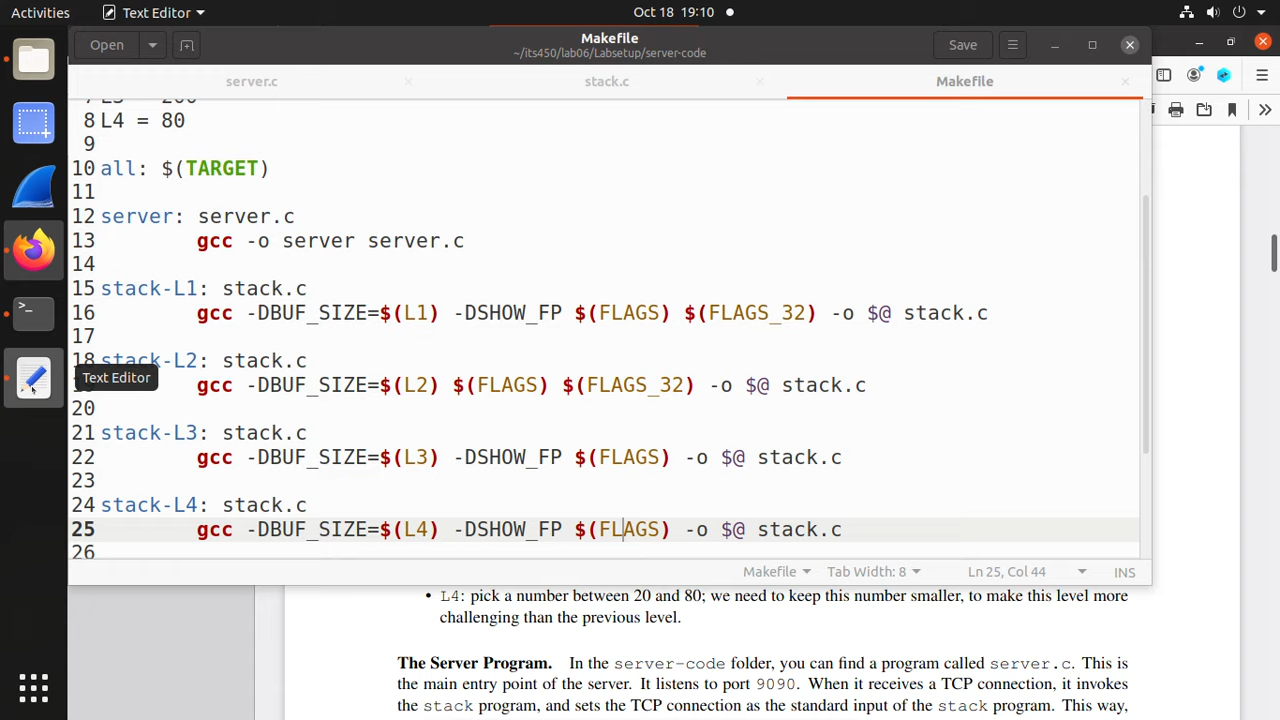 Activities
Text Editor
Oct 18 19:10
Open
Makefile
~/its450/lab06/Labsetup/server-code
Save
server.c
stack.c
Makefile
8 L4 = 80
9
10 all: $(TARGET)
11
12 server: server.c
13 gcc -o server server.c
14
15 stack-L1: stack.c
16 gcc -DBUF_SIZE=$(L1) -DSHOW_FP $(FLAGS) $(FLAGS_32) -o $@ stack.c
17
18 stack-L2: stack.c
Text Editor
gcc -DBUF_SIZE=$(L2) $(FLAGS) $(FLAGS_32) -o $@ stack.c
20
21 stack-L3: stack.c
22 gcc -DBUF_SIZE=$(L3) -DSHOW_FP $(FLAGS) -o $@ stack.c
23
24 stack-L4: stack.c
25 gcc -DBUF_SIZE=$(L4) -DSHOW_FP $(FLAGS) -o $@ stack.c
26
Makefile
Tab Width: 8
Ln 25, Col 44
INS
• L4: pick a number between 20 and 80; we need to keep this number smaller, to make this level more
challenging than the previous level.
The Server Program. In the server-code folder, you can find a program called server.c. This is
the main entry point of the server. It listens to port 9090. When it receives a TCP connection, it invokes
the stack program, and sets the TCP connection as the standard input of the stack program. This way,